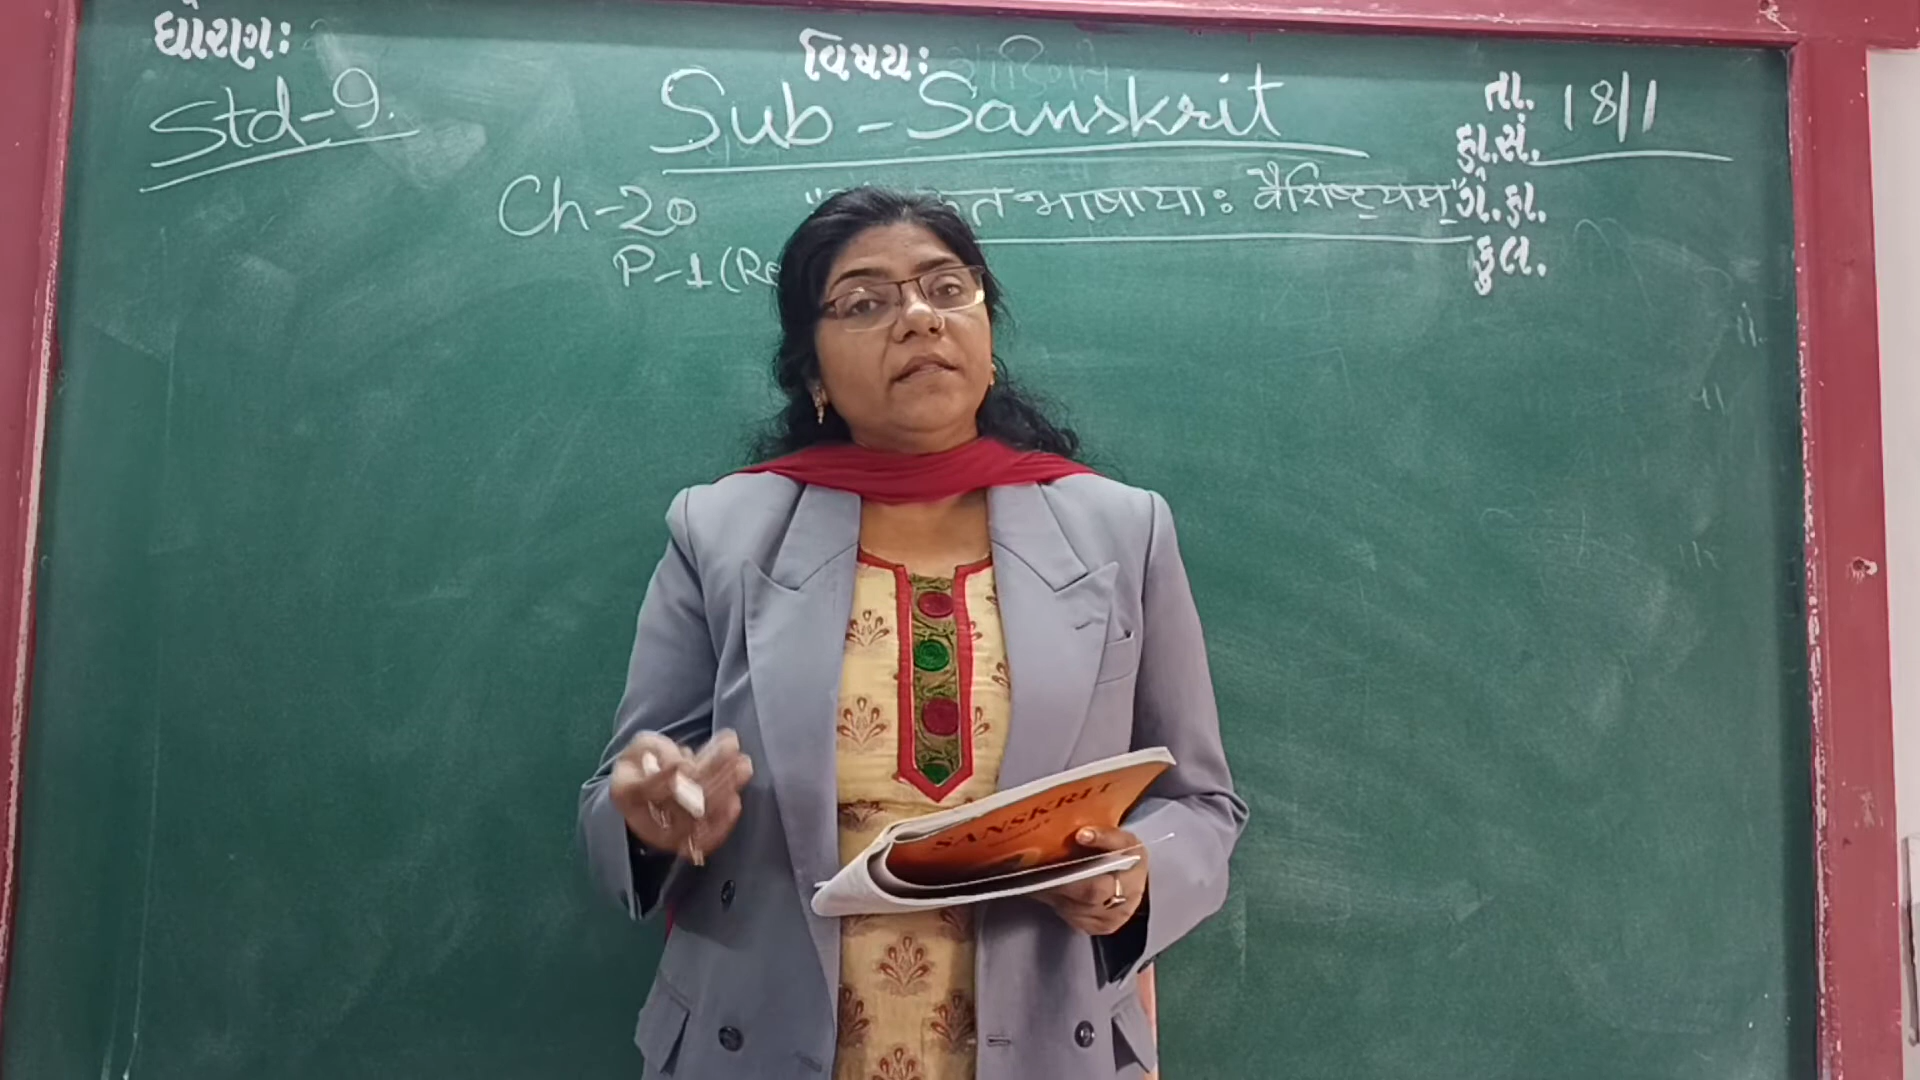 ધોરણ:
વિષય:
Std-9.
Sub - Sanskrit
તા. 18/1
હા.સં.
Ch-20 भाषायाः वैशिष्ट्यम्"
ગે.હા.
P-1 (Re
કુલ.
SANSKRIT